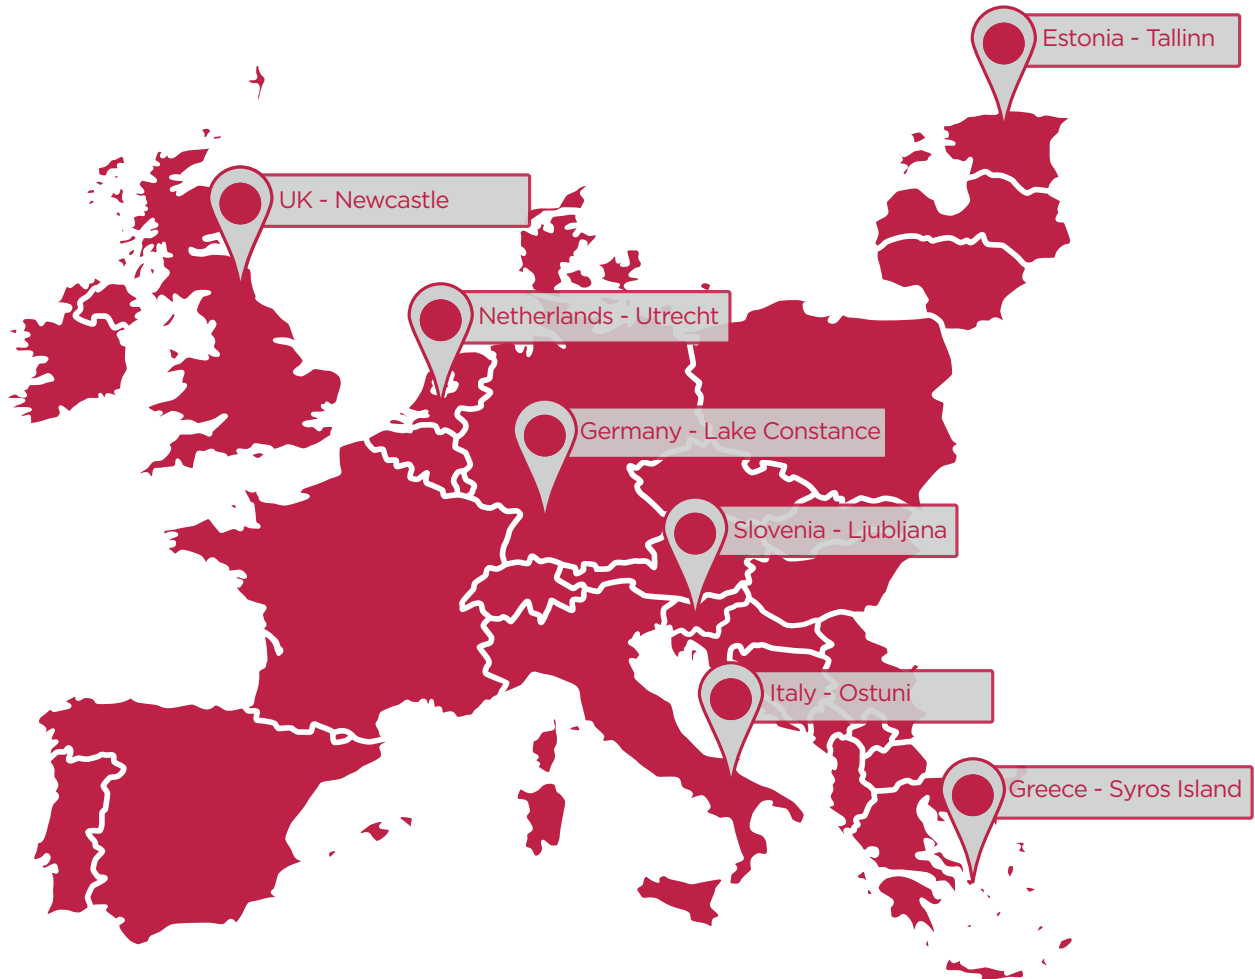 Estonia - Tallinn
UK - Newcastle
Netherlands - Utrecht
Germany - Lake Constance
Slovenia - Ljubljana
Italy - Ostuni
Greece - Syros Island